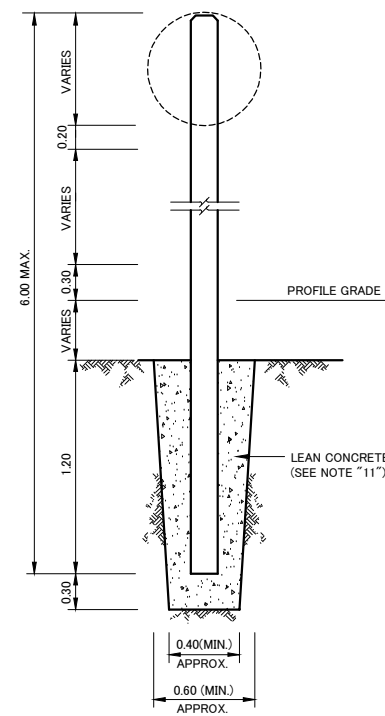 6.00 MAX.
VARIES
0.20
VARIES
0.30
VARIES
1.20
0.30
PROFILE GRADE
LEAN CONCRETE
(SEE NOTE "11")
0.40(MIN.)
APPROX.
0.60 (MIN.)
APPROX.